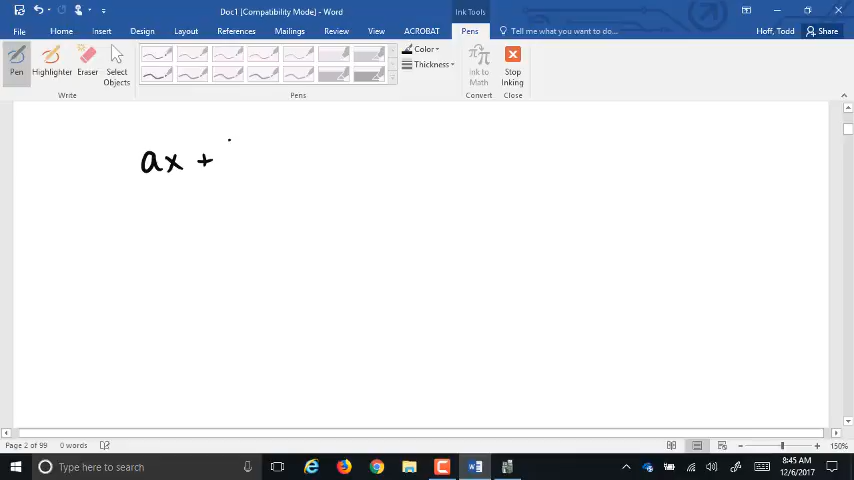 Doc1 [Compatibility Mode] - Word
Ink Tools
Hoff, Todd
File Home Insert Design Layout References Mailings Review View ACROBAT Pens Tell me what you want to do... Share
Pen Highlighter Eraser Select Objects Color Thickness Ink to Math Stop Inking
Write Pens Convert Close
ax +
Page 2 of 99 0 words 150%
Type here to search 8:45 AM
12/6/2017